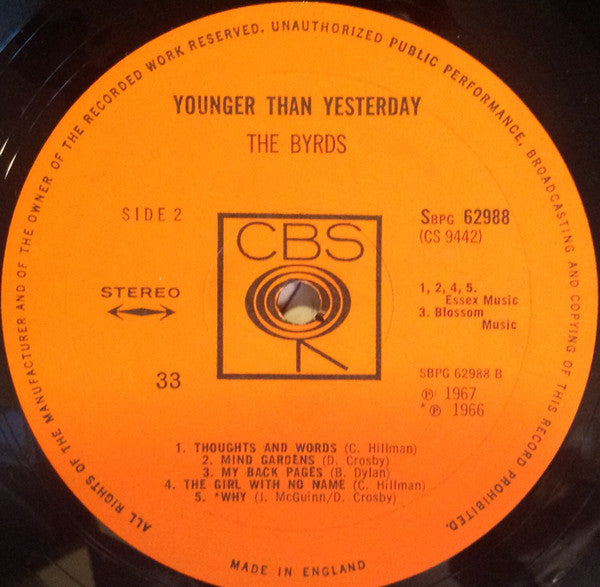 ALL RIGHTS OF THE MANUFACTURER AND OF THE OWNER OF THE RECORDED WORK RESERVED. UNAUTHORIZED PUBLIC PERFORMANCE, BROADCASTING AND COPYING OF THIS RECORD PROHIBITED.
YOUNGER THAN YESTERDAY
THE BYRDS
SIDE 2
SBPG 62988
(CS 9442)
CBS
STEREO
1, 2, 4, 5.
Essex Music
3. Blossom
Music
33
SBPG 62988 B
℗ 1967
*℗ 1966
1. THOUGHTS AND WORDS (C. Hillman)
2. MIND GARDENS (D. Crosby)
3. MY BACK PAGES (B. Dylan)
4. THE GIRL WITH NO NAME (C. Hillman)
5. *WHY (J. McGuinn/D. Crosby)
MADE IN ENGLAND